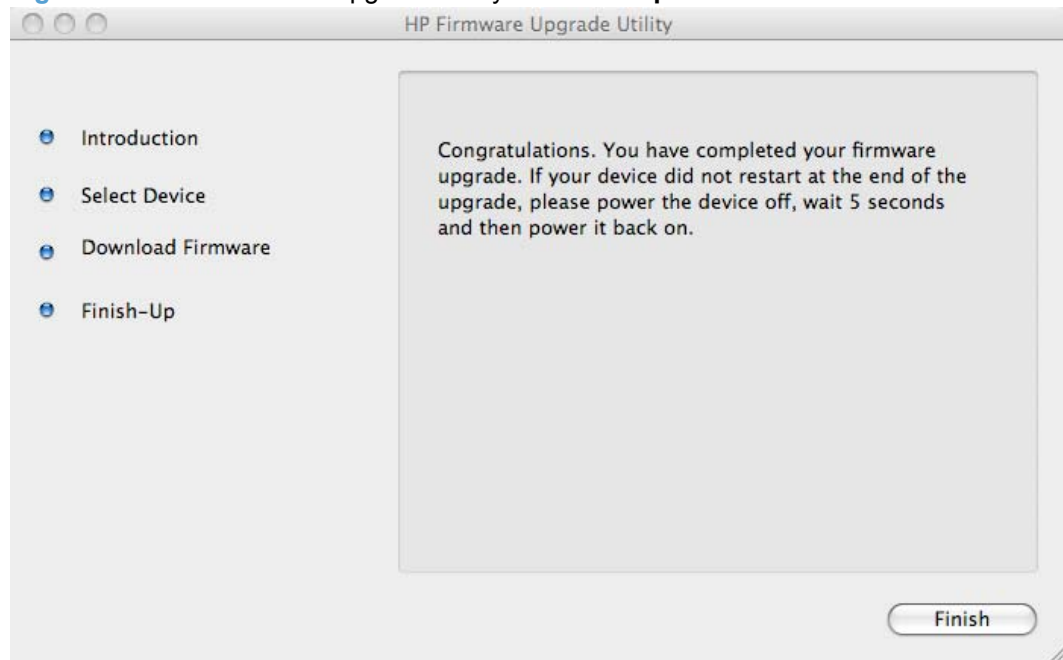 HP Firmware Upgrade Utility
Introduction
Select Device
Download Firmware
Finish-Up
Congratulations. You have completed your firmware
upgrade. If your device did not restart at the end of the
upgrade, please power the device off, wait 5 seconds
and then power it back on.
Finish